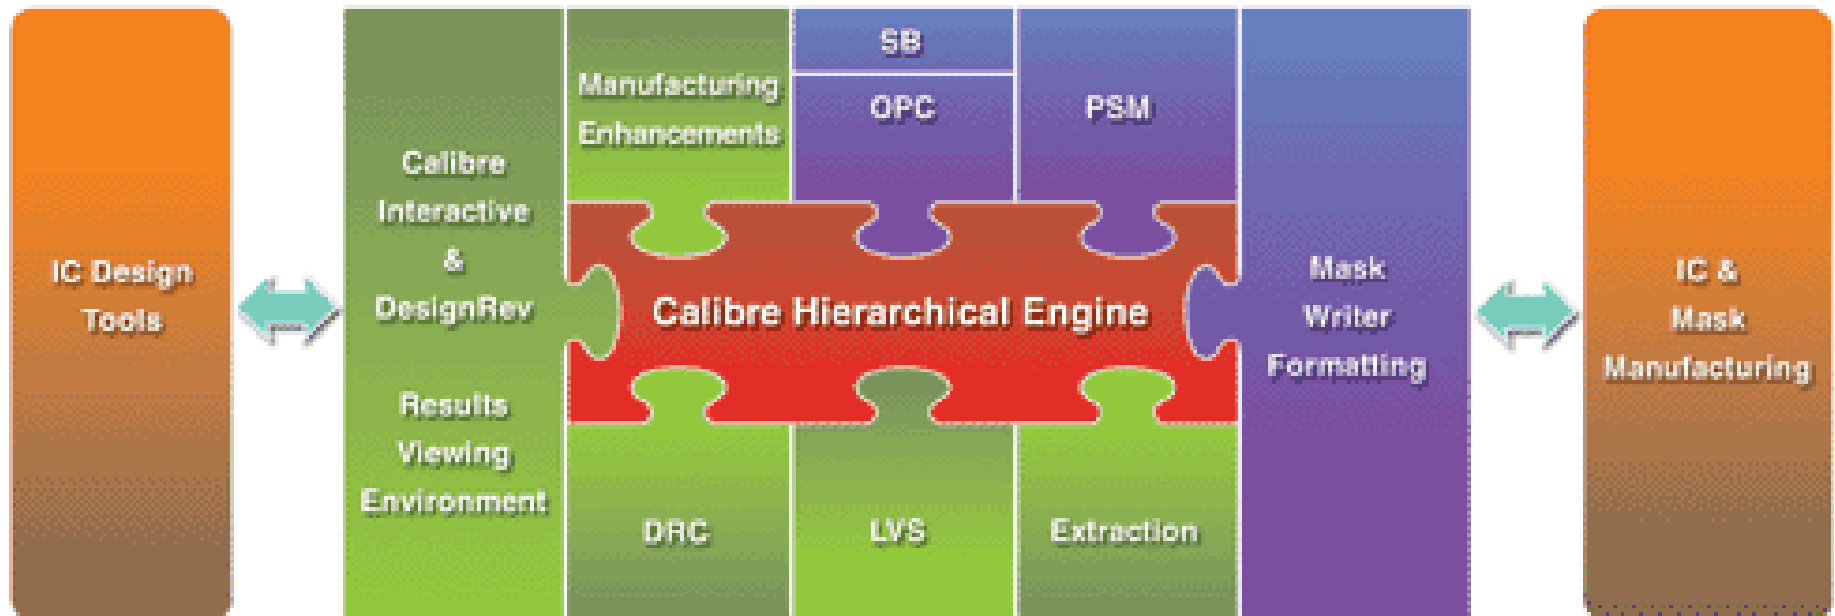 IC Design
Tools
Calibre
Interactive
&
DesignRev
Results
Viewing
Environment
Manufacturing
Enhancements
SB
OPC
PSM
Calibre Hierarchical Engine
DRC
LVS
Extraction
Mask
Writer
Formatting
IC &
Mask
Manufacturing